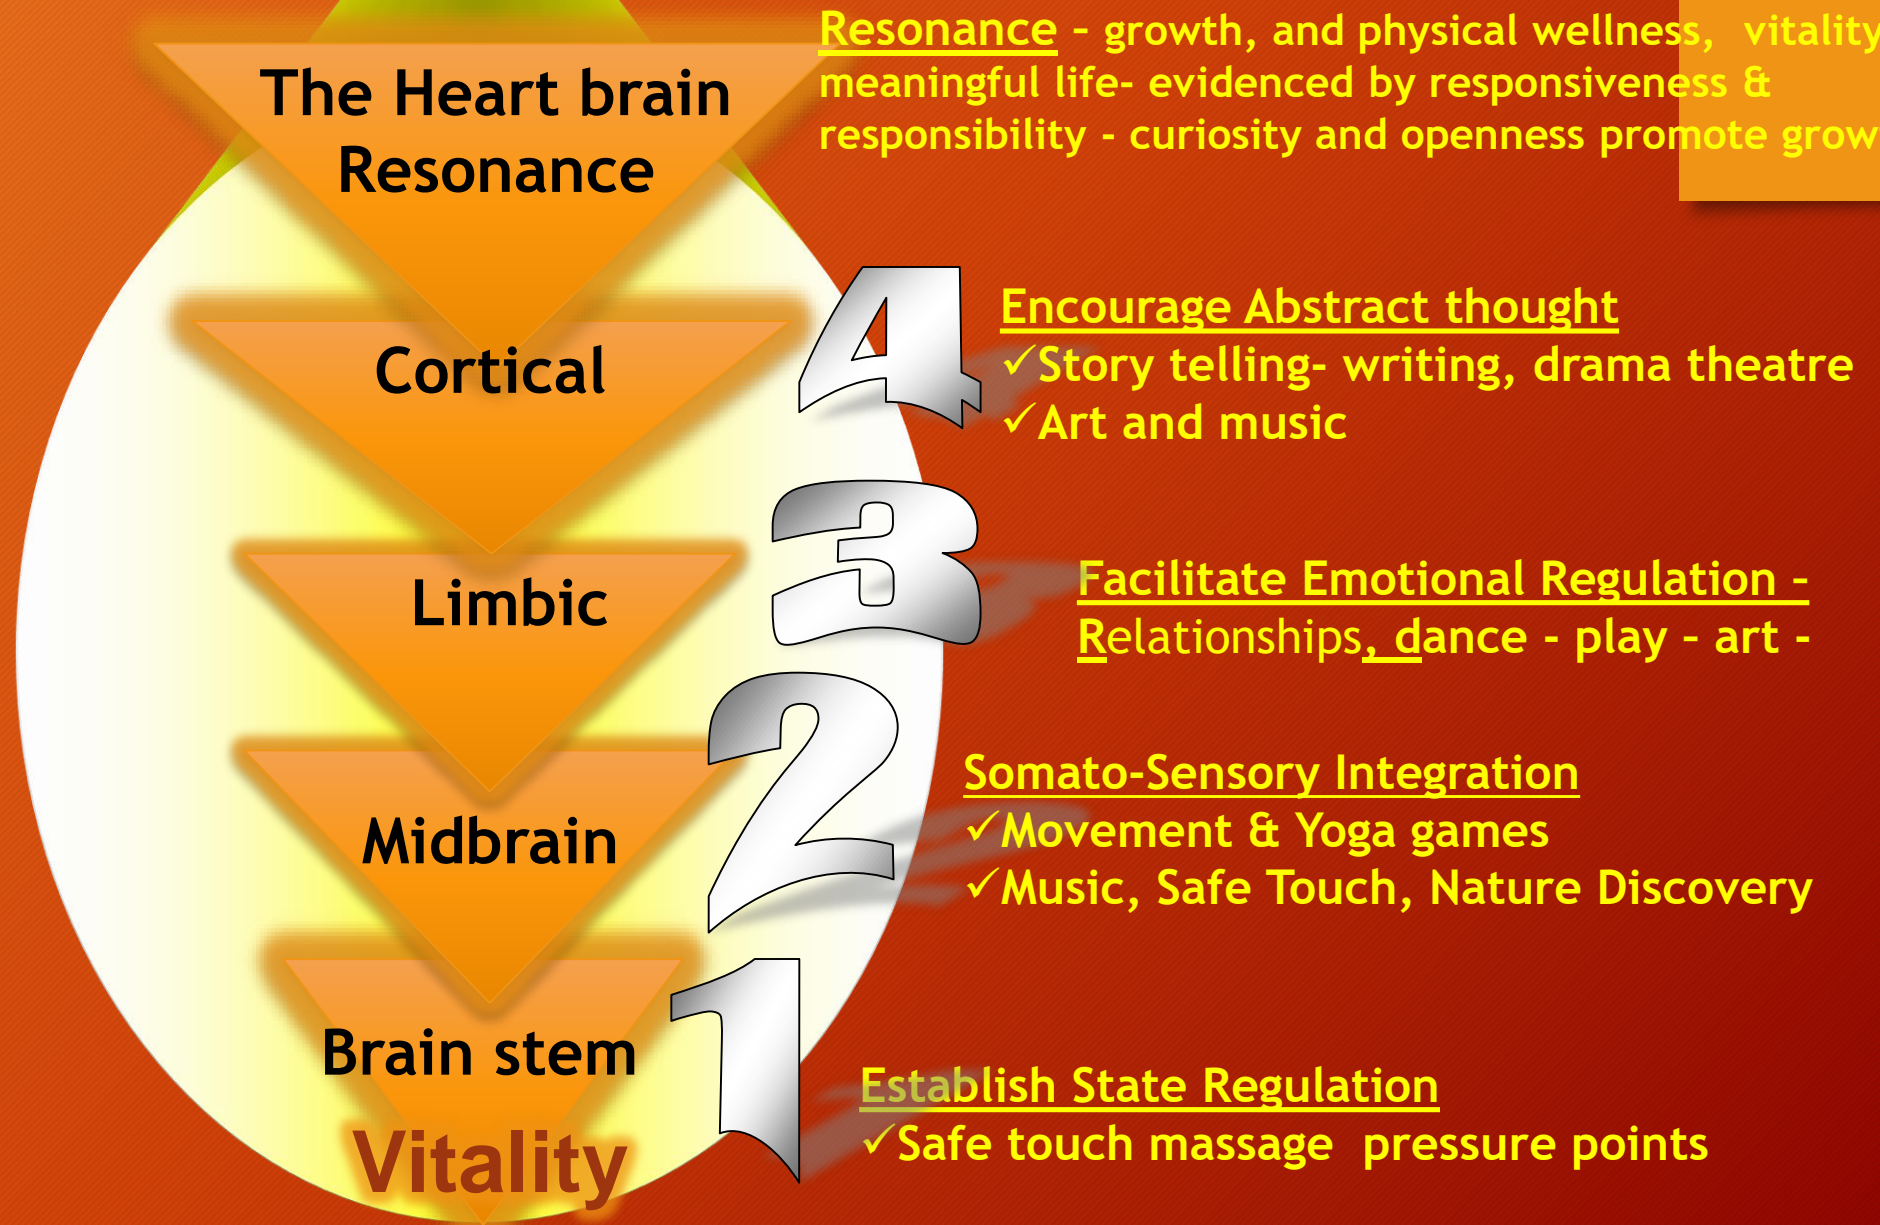 Resonance – growth, and physical wellness, vitality
meaningful life- evidenced by responsiveness &
responsibility - curiosity and openness promote grow
The Heart brain
Resonance
4
Encourage Abstract thought
✓Story telling- writing, drama theatre
✓Art and music
Cortical
3
Facilitate Emotional Regulation –
Relationships, dance - play – art -
Limbic
2
Somato-Sensory Integration
✓Movement & Yoga games
✓Music, Safe Touch, Nature Discovery
Midbrain
1
Establish State Regulation
✓Safe touch massage pressure points
Brain stem
Vitality